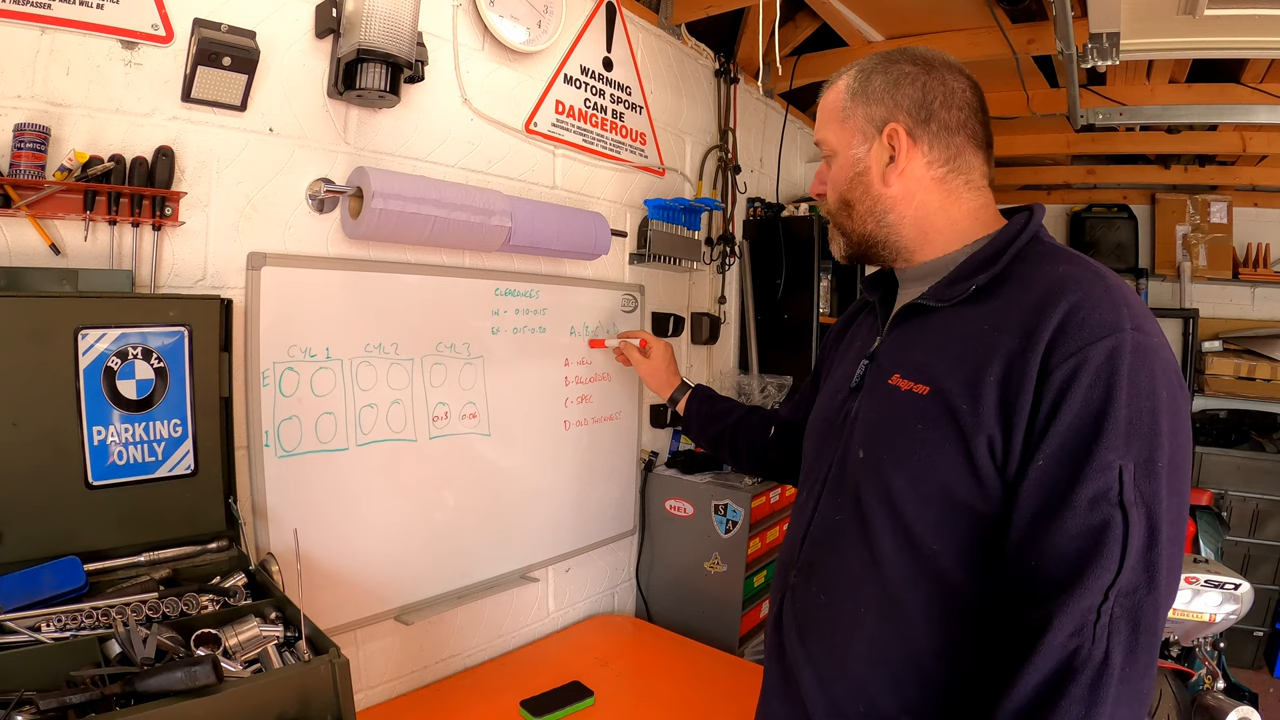 A TRESPASSER.
WARNING
MOTOR SPORT
CAN BE
DANGEROUS
BMW
PARKING
ONLY
CLEARANCES
IN - 0.10-0.15
EX - 0.15-0.20
A=(B-C)+D
CYL 1 CYL 2 CYL 3
E
I
0.13 0.06
A - NEW
B - RECORDED
C - SPEC
D - OLD THICKNESS
Snap-on
HEL
S A
SIDI
PIRELLI